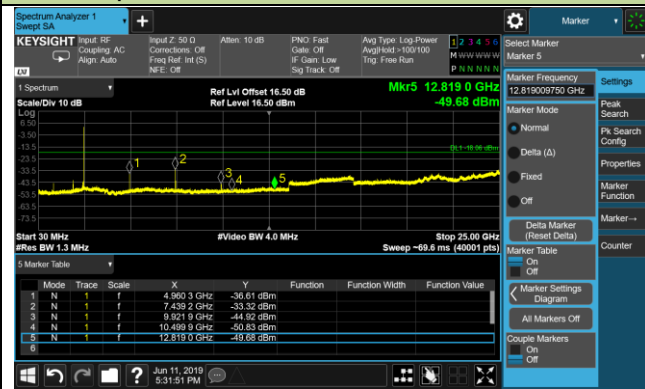 Spectrum Analyzer 1
Swept SA
Marker
KEYSIGHT
Input: RF
Coupling: AC
Align: Auto
Input Z: 50 Ω
Corrections: Off
Freq Ref: Int (S)
NFE: Off
Atten: 10 dB
PNO: Fast
Gate: Off
IF Gain: Low
Sig Track: Off
Avg Type: Log-Power
Avg|Hold:>100/100
Trig: Free Run
1 2 3 4 5 6
M W W W W W
P N N N N N
LXI
Select Marker
Marker 5
1 Spectrum
Scale/Div 10 dB
Log
Ref Lvl Offset 16.50 dB
Ref Level 16.50 dBm
Mkr5 12.819 0 GHz
-49.68 dBm
6.50
-3.50
-13.5
-23.5
-33.5
-43.5
-53.5
-63.5
-73.5
DL1 -18.06 dBm
1
2
3
4
5
Start 30 MHz
#Res BW 1.3 MHz
#Video BW 4.0 MHz
Stop 25.00 GHz
Sweep ~69.6 ms (40001 pts)
5 Marker Table
Mode Trace Scale X Y Function Function Width Function Value
1 N 1 f 4.960 3 GHz -36.61 dBm
2 N 1 f 7.439 2 GHz -33.32 dBm
3 N 1 f 9.921 9 GHz -44.92 dBm
4 N 1 f 10.499 9 GHz -50.83 dBm
5 N 1 f 12.819 0 GHz -49.68 dBm
6
Marker Frequency
12.819009750 GHz
Marker Mode
Normal
Delta (Δ)
Fixed
Off
Delta Marker
(Reset Delta)
Marker Table
On
Off
Marker Settings
Diagram
All Markers Off
Couple Markers
On
Off
Settings
Peak
Search
Pk Search
Config
Properties
Marker
Function
Marker→
Counter
Jun 11, 2019
5:31:51 PM